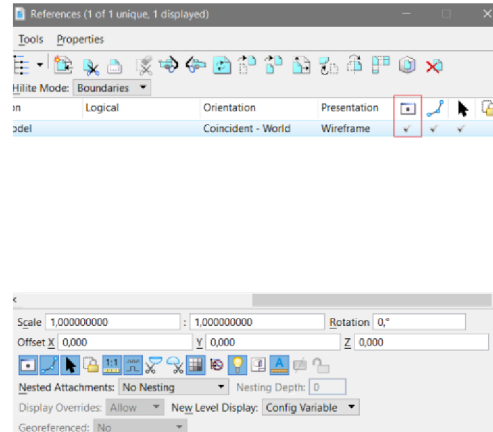 References (1 of 1 unique, 1 displayed)
Tools Properties
Hilite Mode: Boundaries
Logical Orientation Presentation
Coincident - World Wireframe
Scale 1,000000000 : 1,000000000 Rotation 0,°
Offset X 0,000 Y 0,000 Z 0,000
1:1 A
Nested Attachments: No Nesting Nesting Depth: 0
Display Overrides: Allow New Level Display: Config Variable
Georeferenced: No